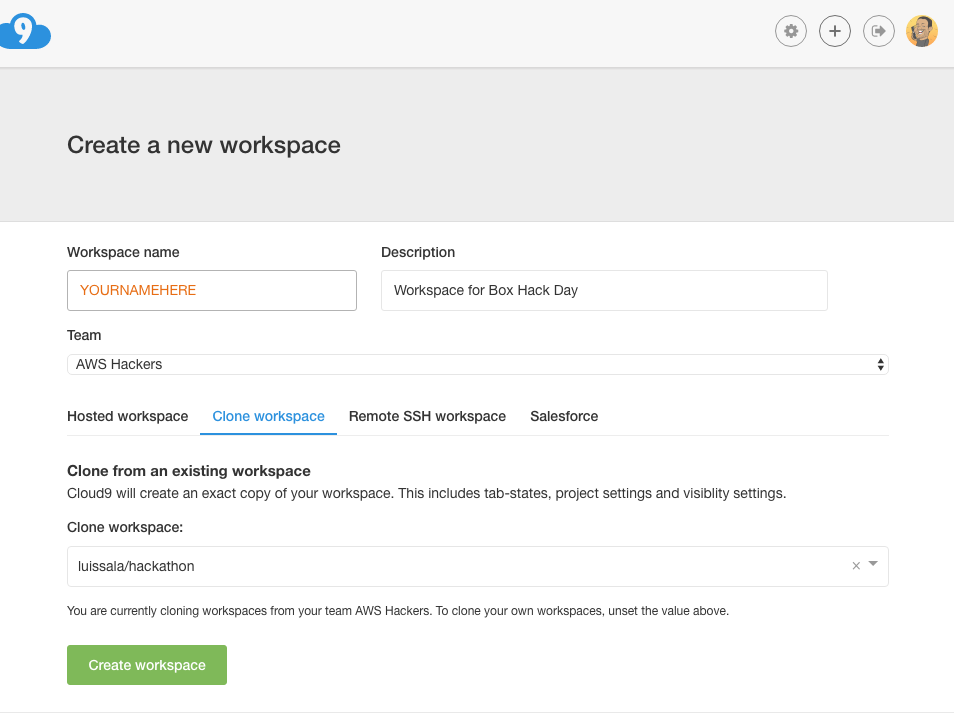 9
Create a new workspace
Workspace name
Description
YOURNAMEHERE
Workspace for Box Hack Day
Team
AWS Hackers
Hosted workspace
Clone workspace
Remote SSH workspace
Salesforce
Clone from an existing workspace
Cloud9 will create an exact copy of your workspace. This includes tab-states, project settings and visiblity settings.
Clone workspace:
luissala/hackathon
You are currently cloning workspaces from your team AWS Hackers. To clone your own workspaces, unset the value above.
Create workspace